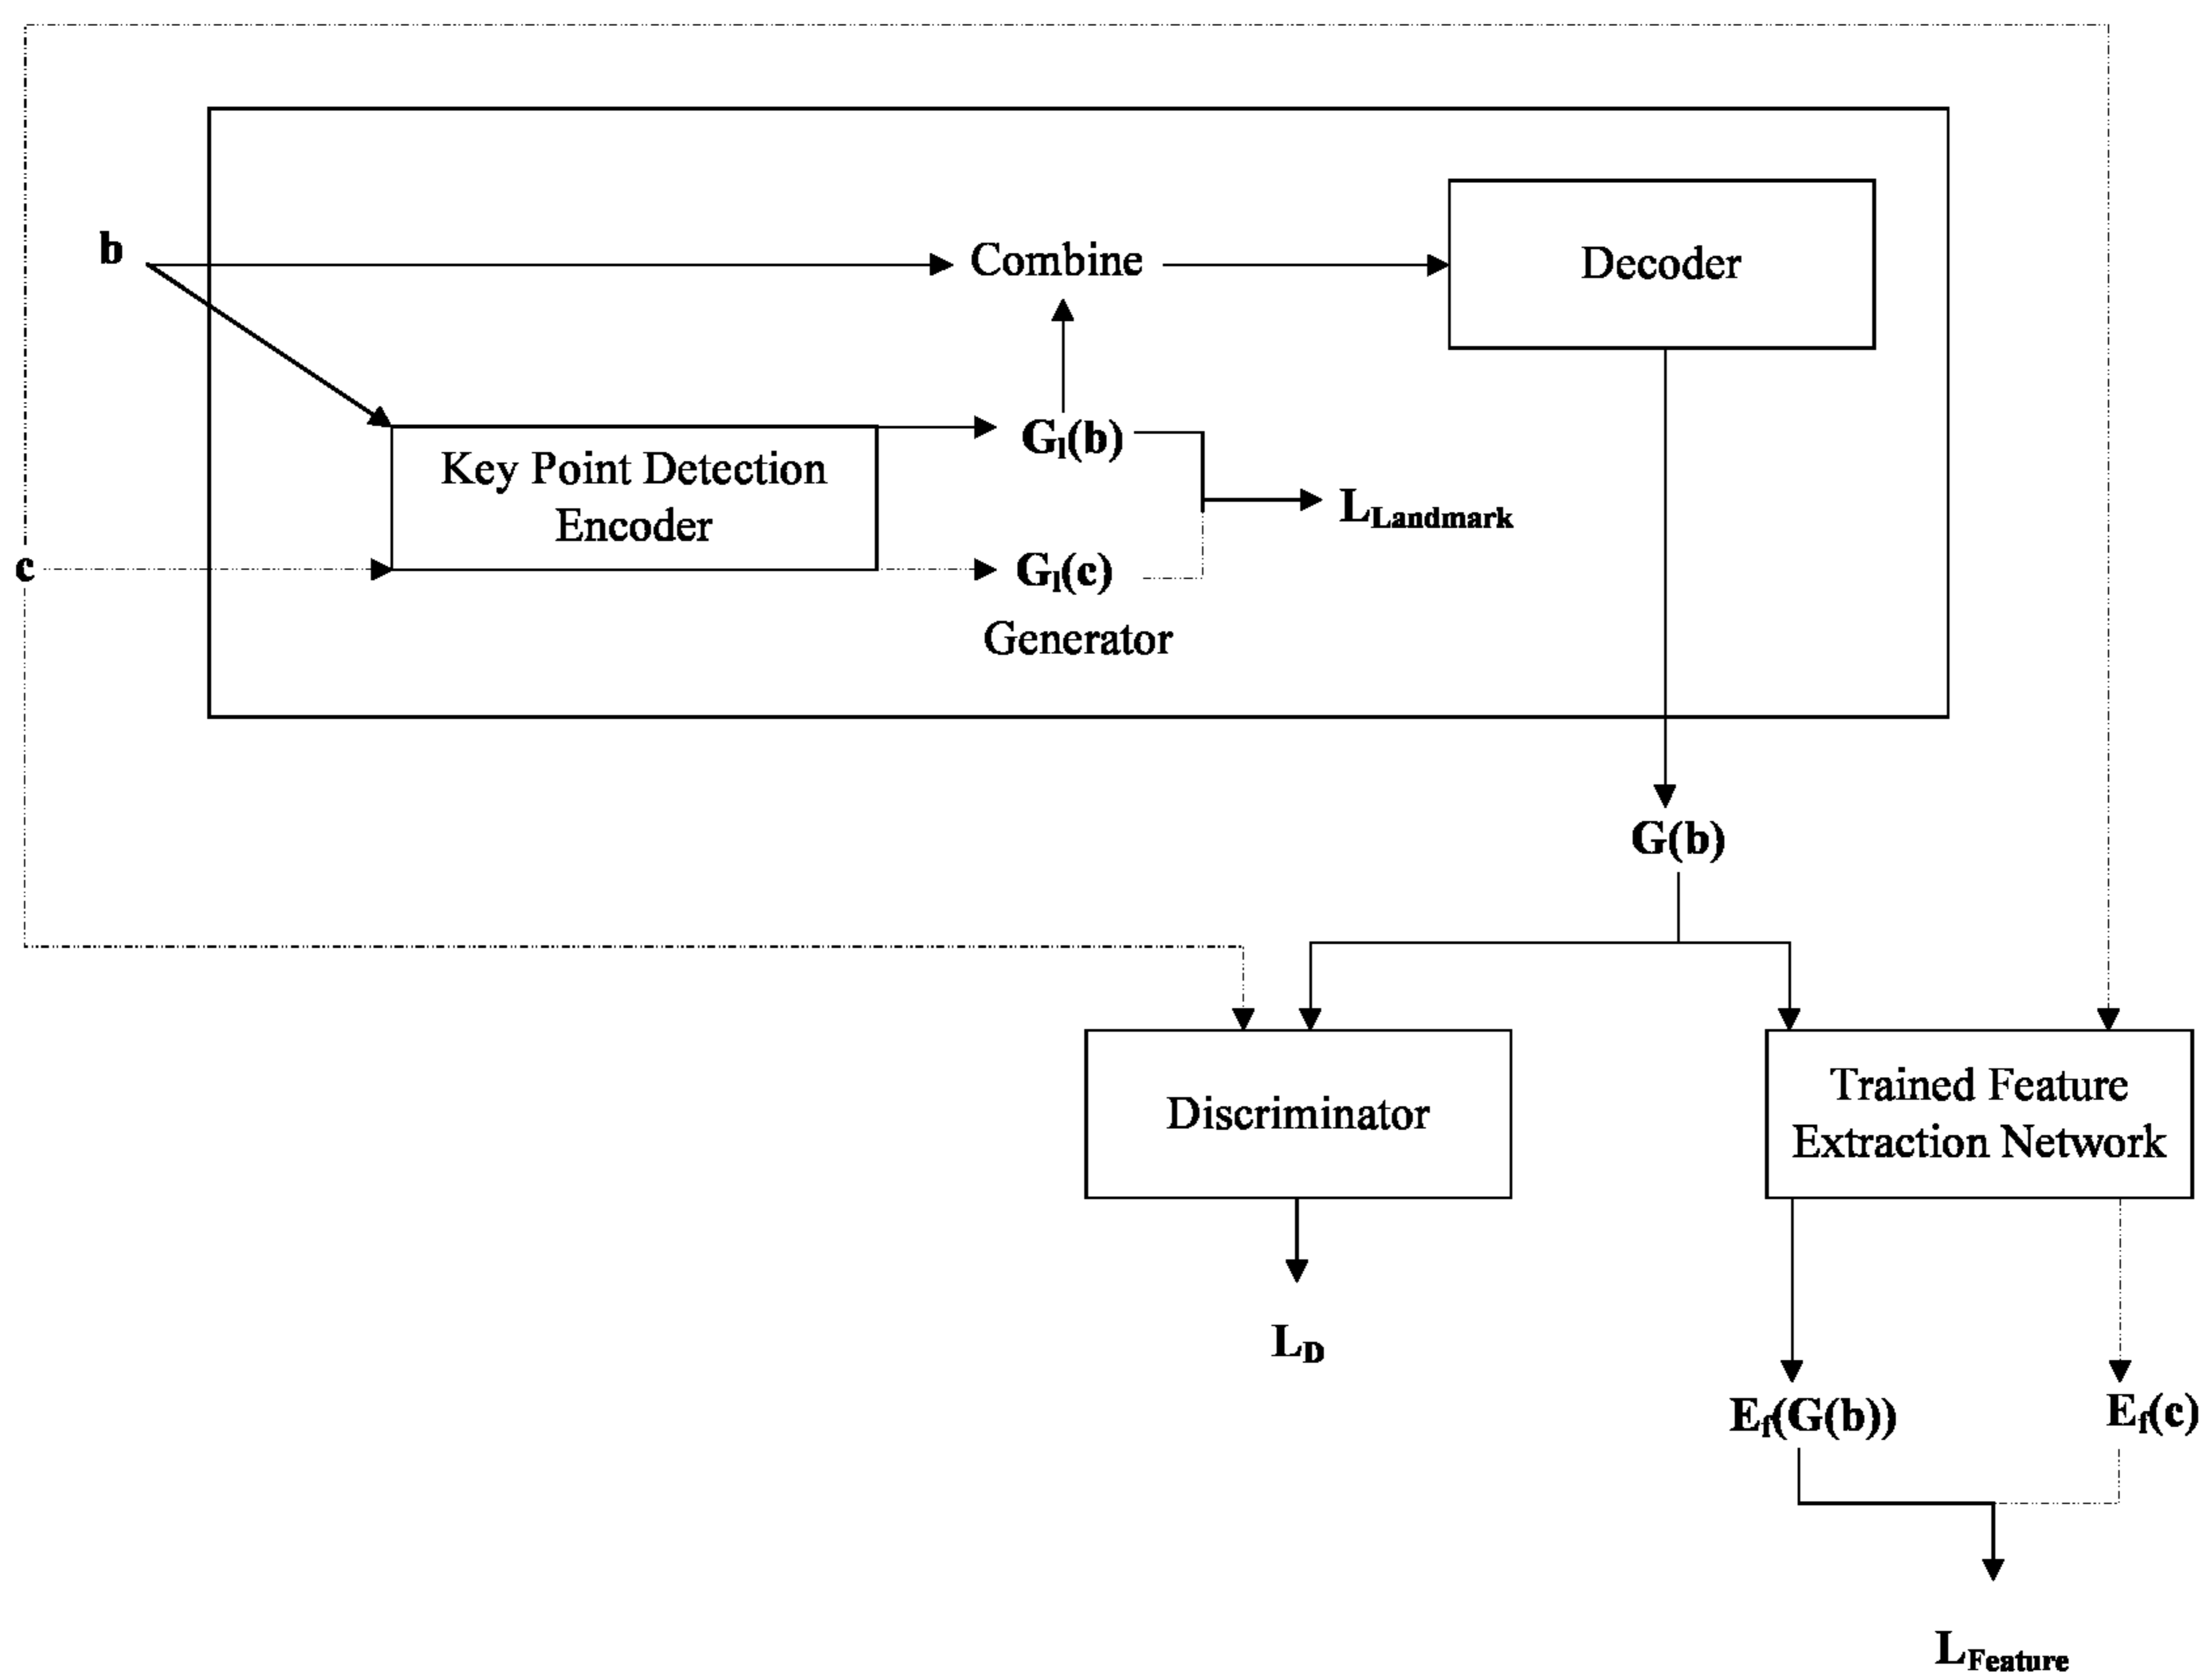 b
Combine
Decoder
Key Point Detection
Encoder
Gl(b)
LLandmark
c
Gl(c)
Generator
G(b)
Discriminator
Trained Feature
Extraction Network
LD
Ef(G(b))
Ef(c)
LFeature